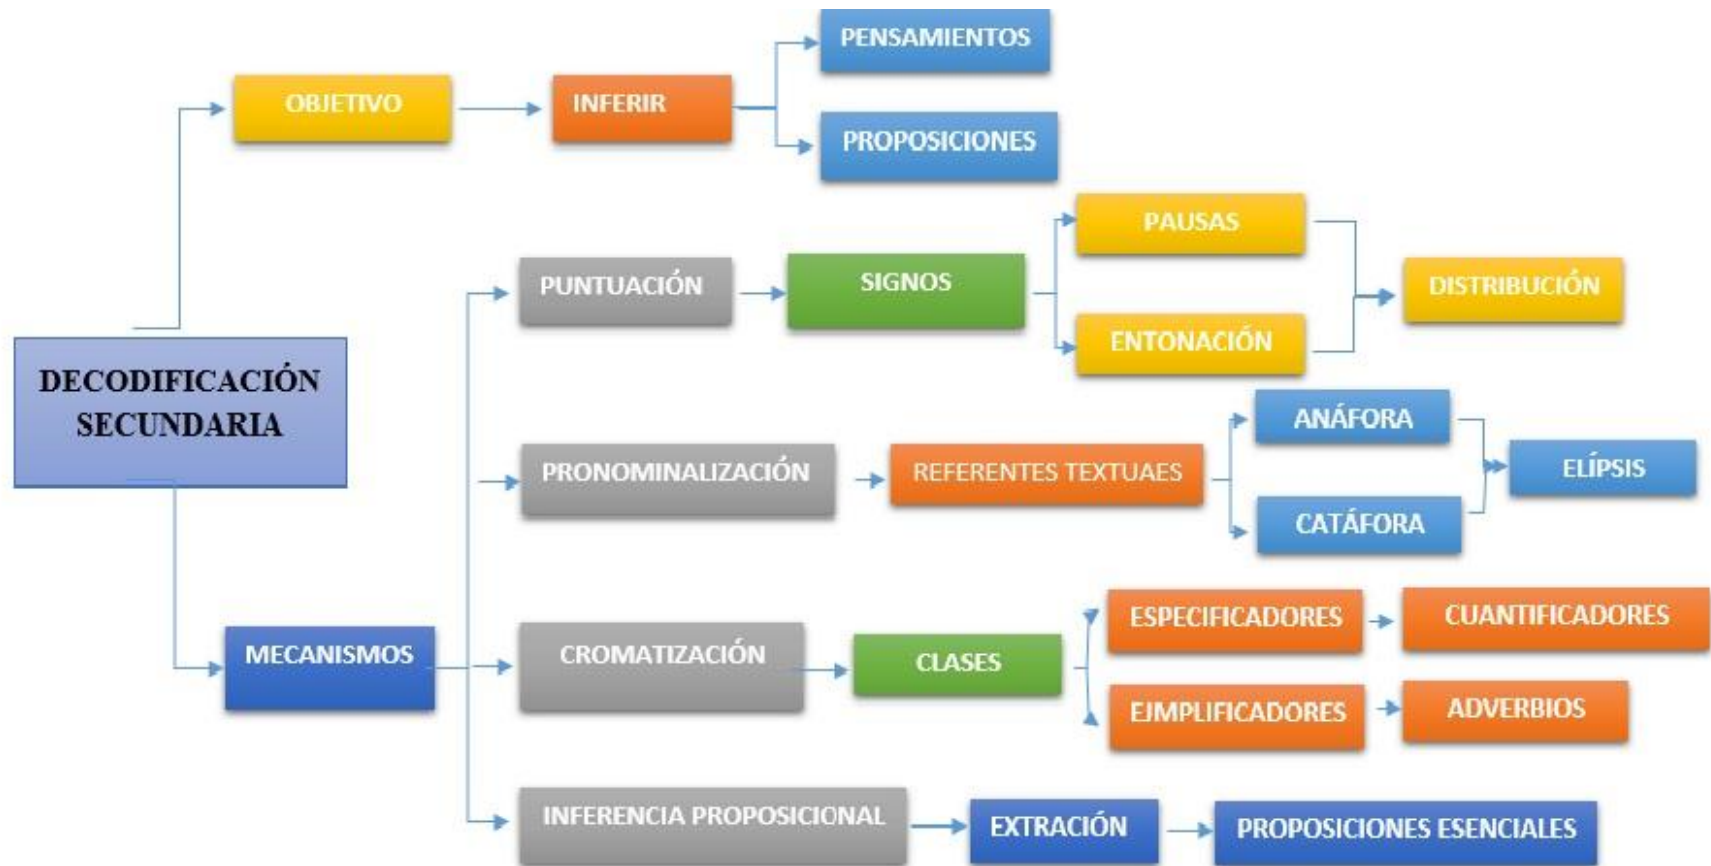 PENSAMIENTOS
OBJETIVO
INFERIR
PROPOSICIONES
PAUSAS
PUNTUACIÓN
SIGNOS
DISTRIBUCIÓN
ENTONACIÓN
DECODIFICACIÓN
SECUNDARIA
ANÁFORA
PRONOMINALIZACIÓN
REFERENTES TEXTUAES
ELÍPSIS
CATÁFORA
MECANISMOS
CROMATIZACIÓN
CLASES
ESPECIFICADORES
CUANTIFICADORES
EJMPLIFICADORES
ADVERBIOS
INFERENCIA PROPOSICIONAL
EXTRACIÓN
PROPOSICIONES ESENCIALES